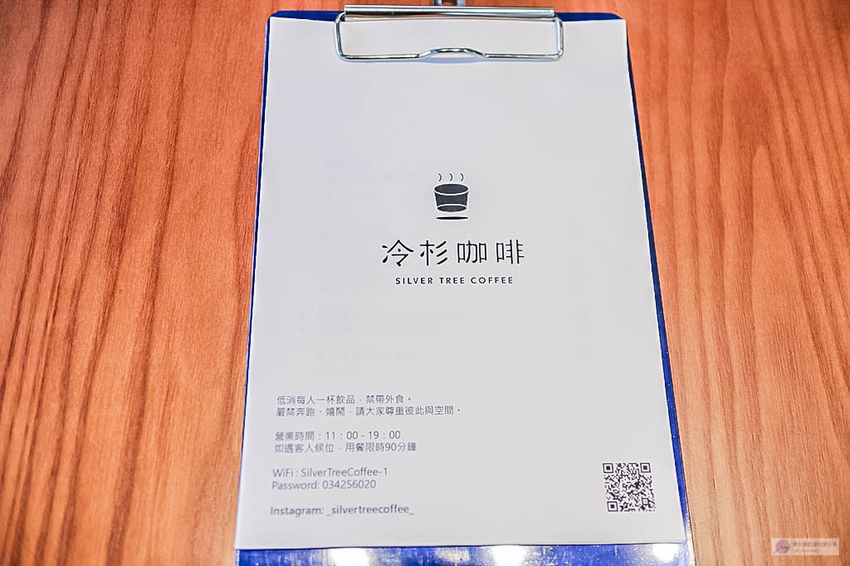 冷杉咖啡
SILVER TREE COFFEE
低消每人一杯飲品，禁帶外食。
嚴禁奔跑、嬉鬧，請大家尊重彼此與空間。
營業時間：11：00 - 19：00
如遇客人候位，用餐限時90分鐘
WiFi : SilverTreeCoffee-1
Password: 034256020
Instagram: _silvertreecoffee_